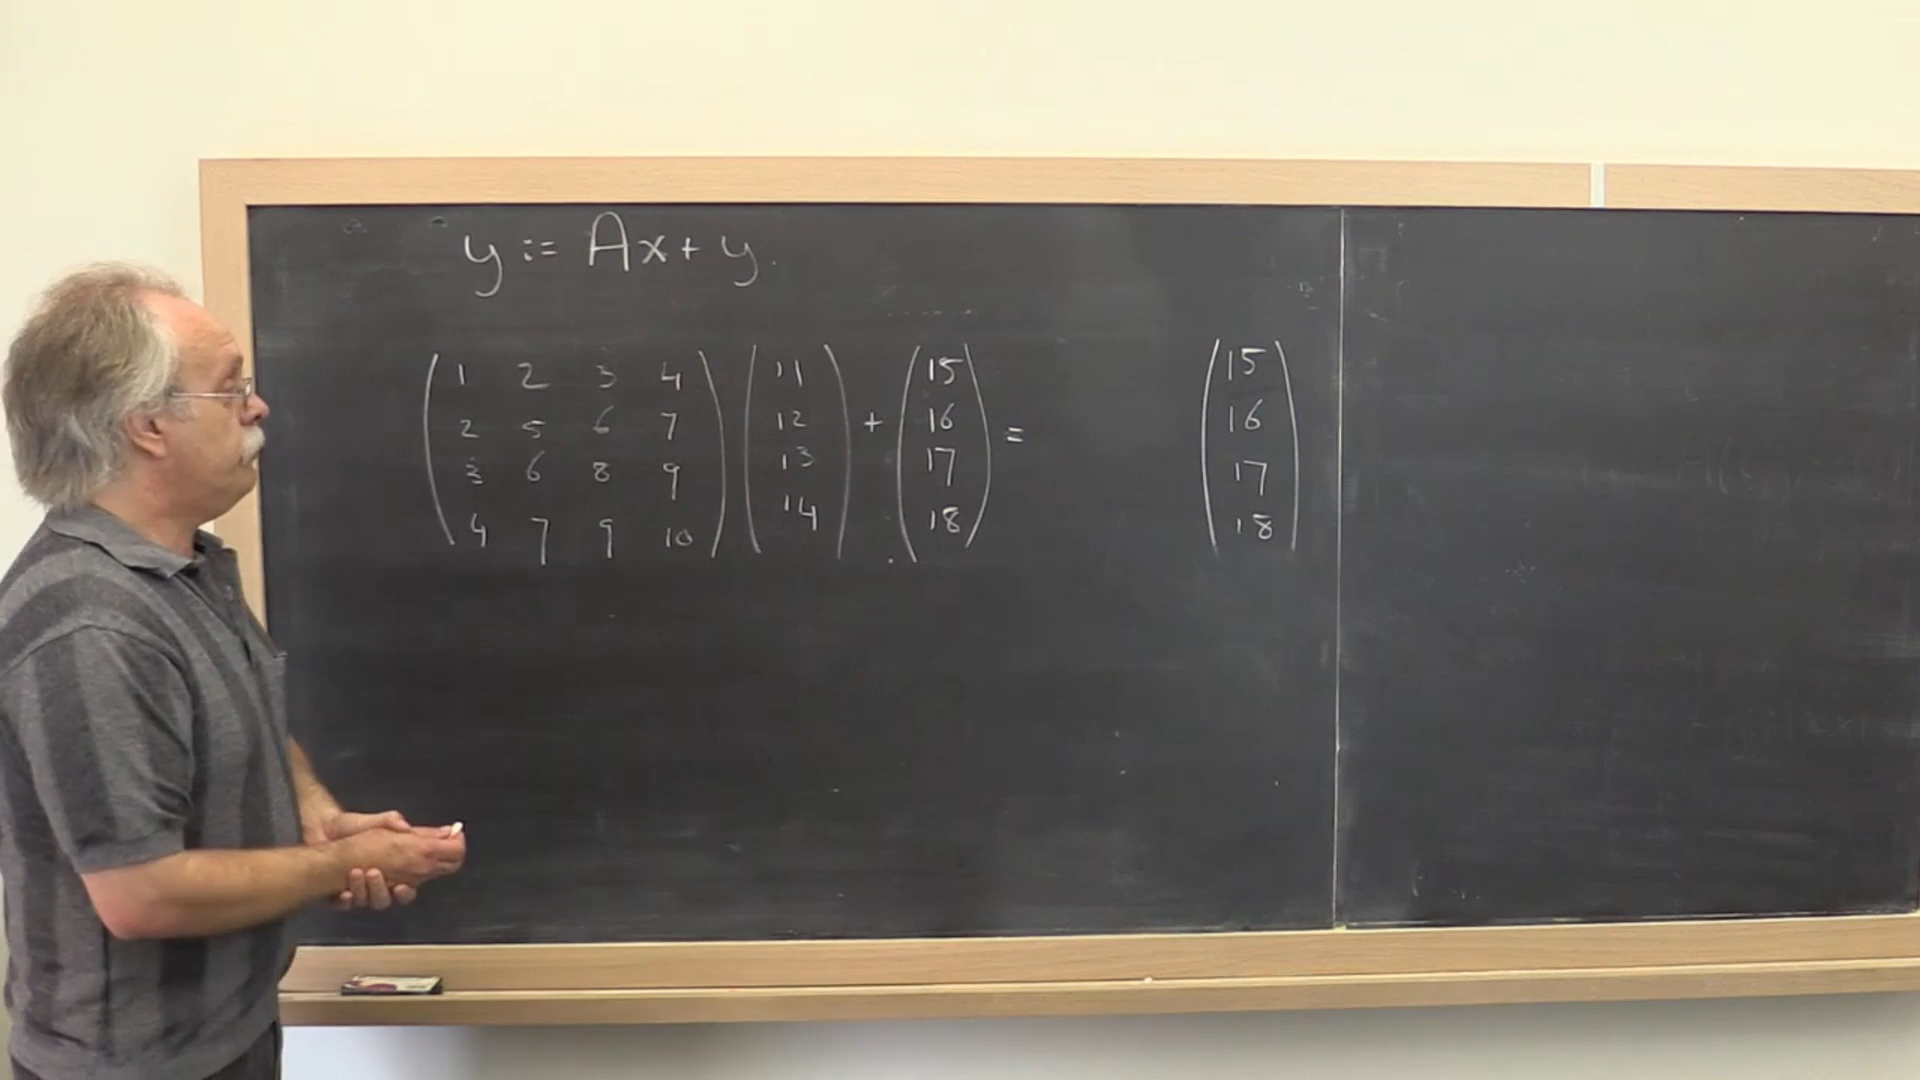 y := Ax + y.
1 2 3 4 11 15 15
2 5 6 7 12 + 16 = 16
3 6 8 9 13 17 17
4 7 9 10 14 18 18